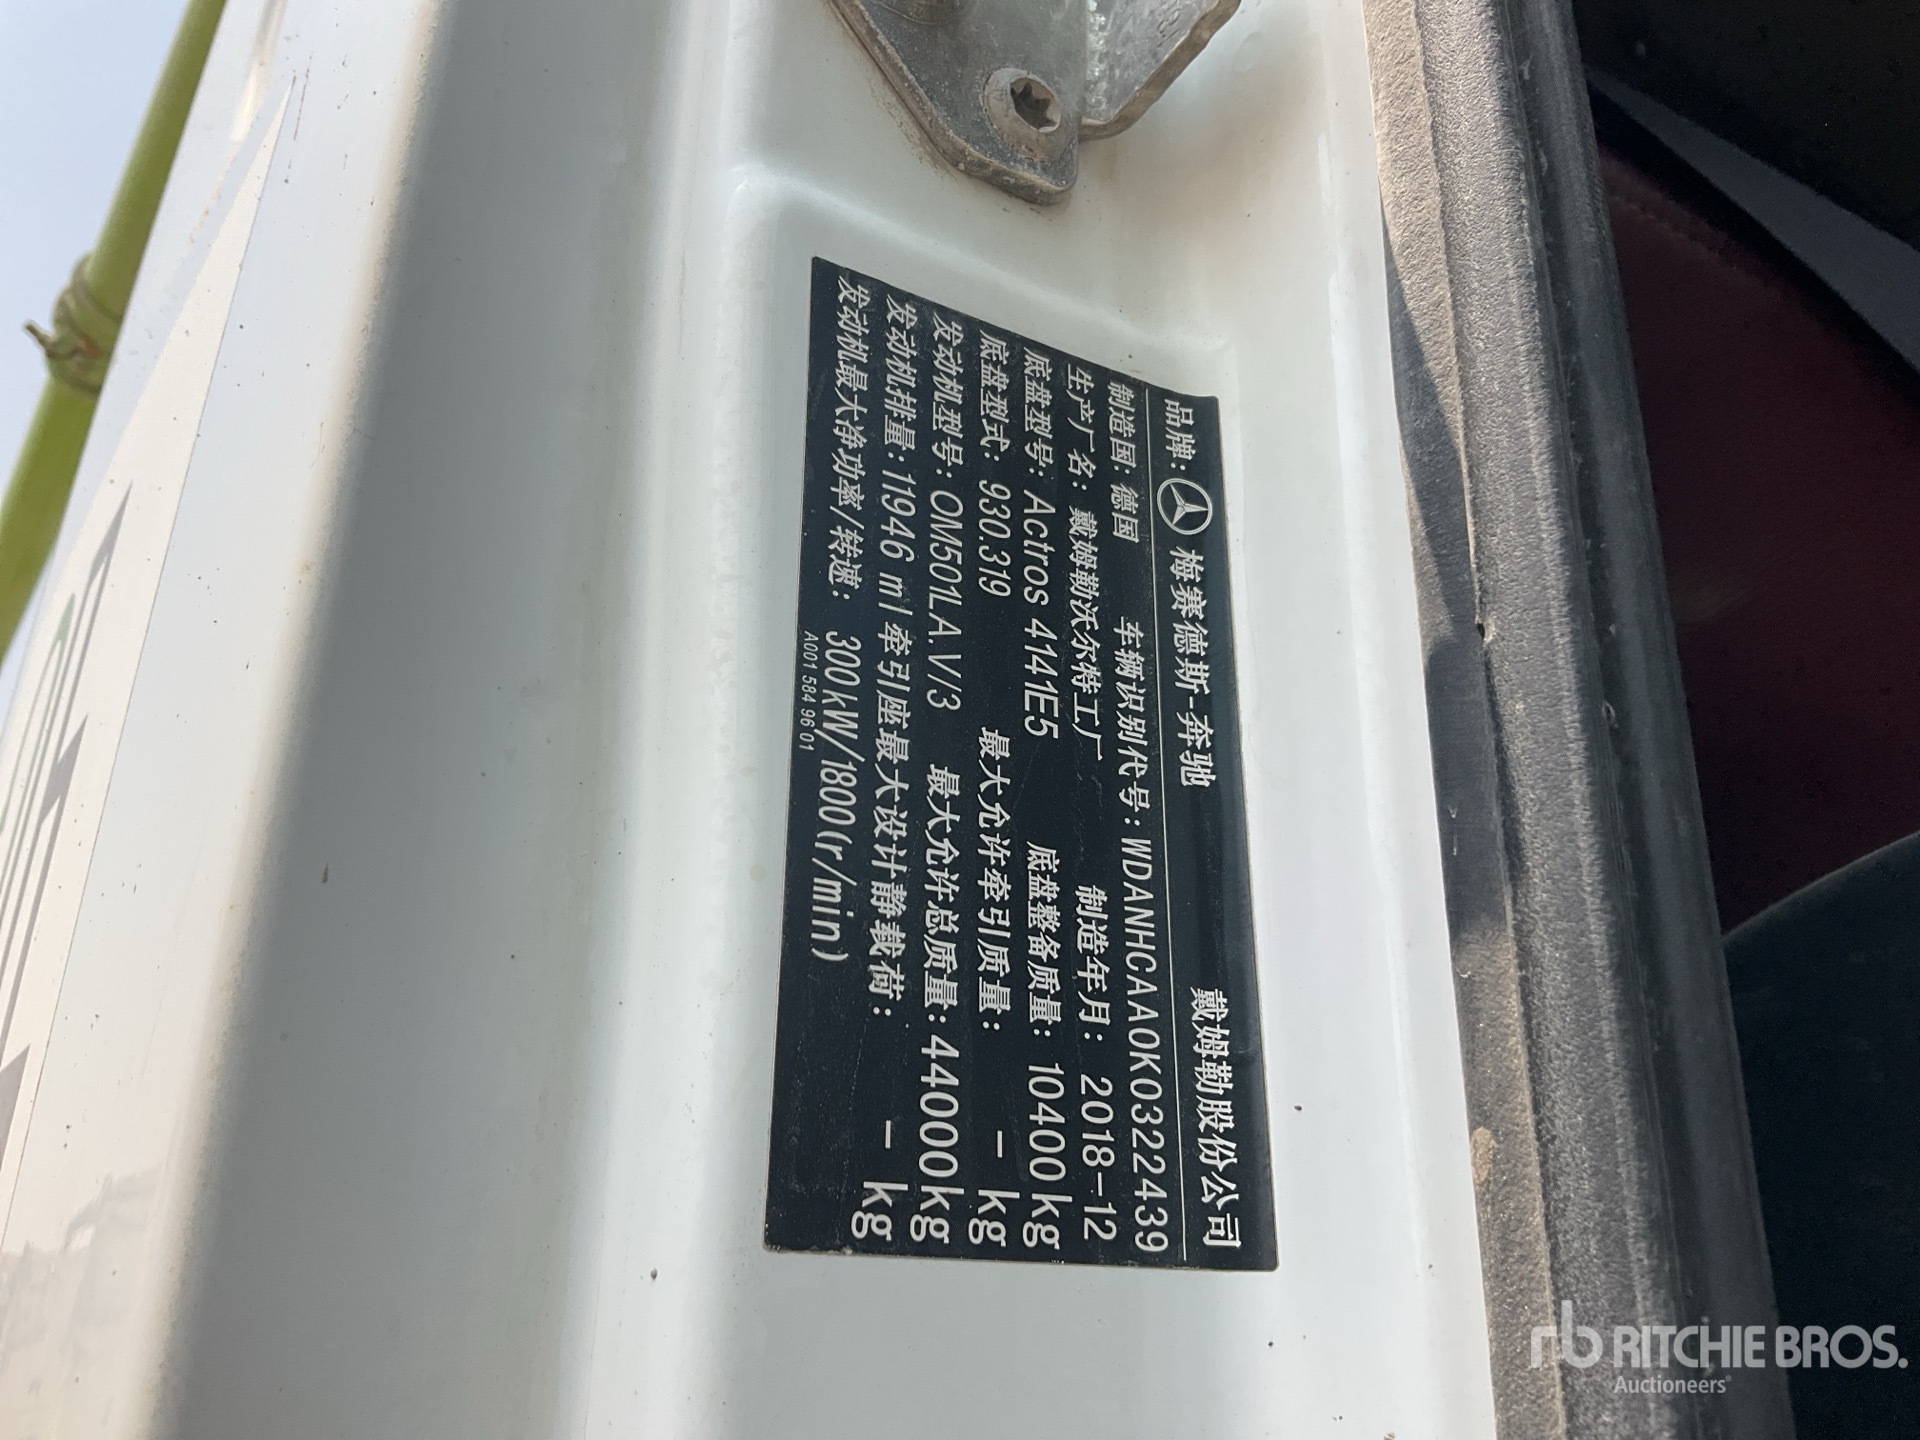 品牌: 梅赛德斯-奔驰 戴姆勒股份公司
制造国: 德国 车辆识别代号: WDANHCAA0K0322439
生产厂名: 戴姆勒沃尔特工厂 制造年月: 2018-12
底盘型号: Actros 4141E5 底盘整备质量: 10400kg
底盘型式: 930.319 最大允许牵引质量: - kg
发动机型号: OM501LA.V/3 最大允许总质量: 44000kg
发动机排量: 11946 ml 牵引座最大设计静载荷: - kg
发动机最大净功率/转速: 300kW/1800(r/min)
A001 584 96 01
rb RITCHIE BROS.
Auctioneers